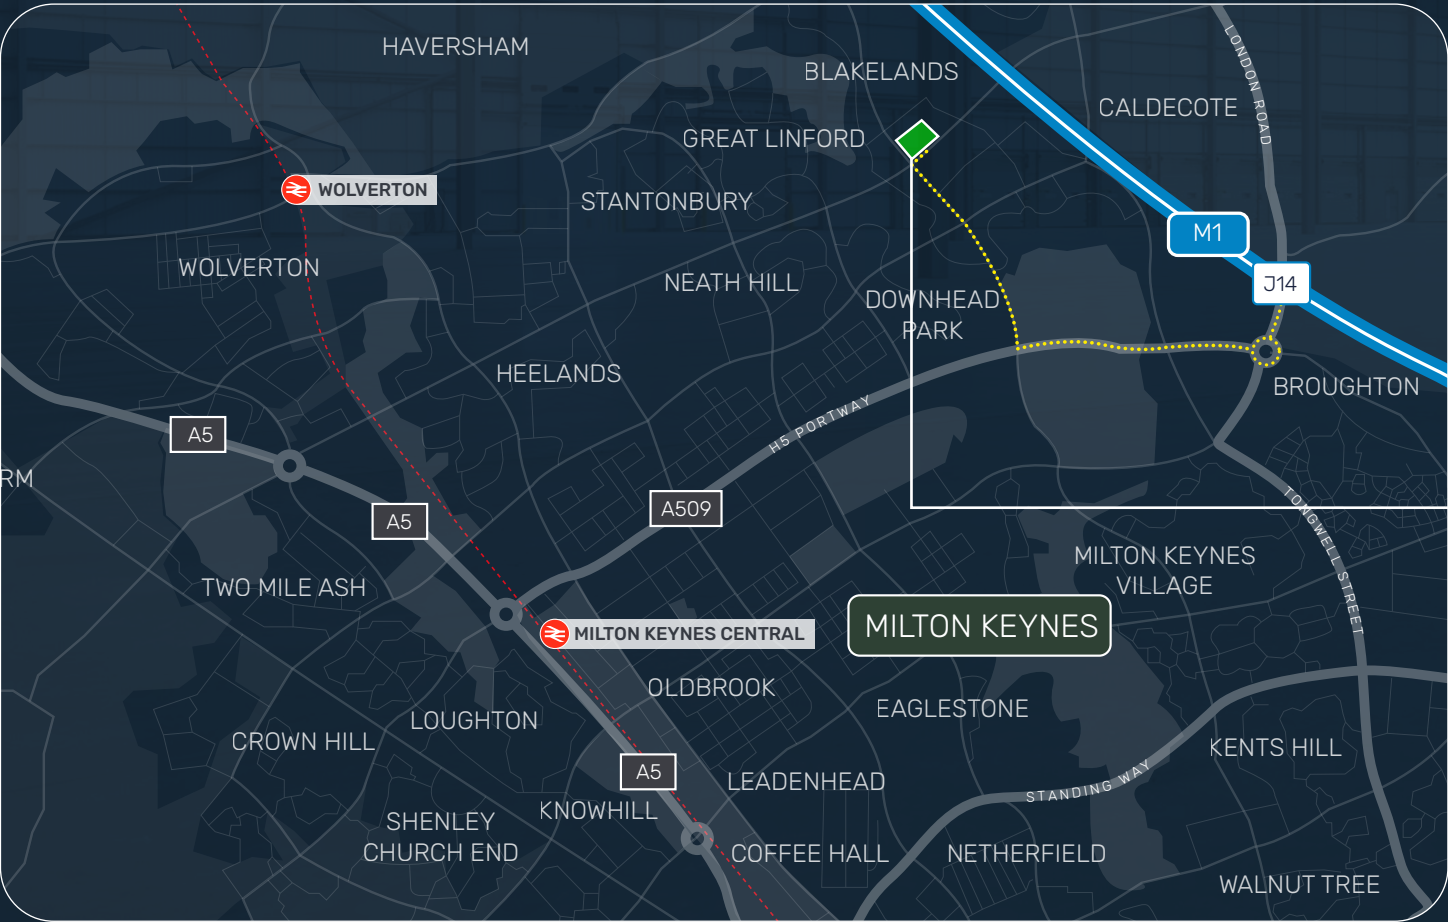 HAVERSHAM
BLAKELANDS
LONDON ROAD
CALDECOTE
GREAT LINFORD
WOLVERTON
STANTONBURY
M1
WOLVERTON
NEATH HILL
J14
DOWNHEAD
PARK
HEELANDS
BROUGHTON
H5 PORTWAY
A5
RM
A509
A5
TONGWELL STREET
MILTON KEYNES
VILLAGE
TWO MILE ASH
MILTON KEYNES
MILTON KEYNES CENTRAL
OLDBROOK
EAGLESTONE
LOUGHTON
CROWN HILL
KENTS HILL
A5
LEADENHEAD
STANDING WAY
KNOWHILL
SHENLEY
CHURCH END
COFFEE HALL
NETHERFIELD
WALNUT TREE